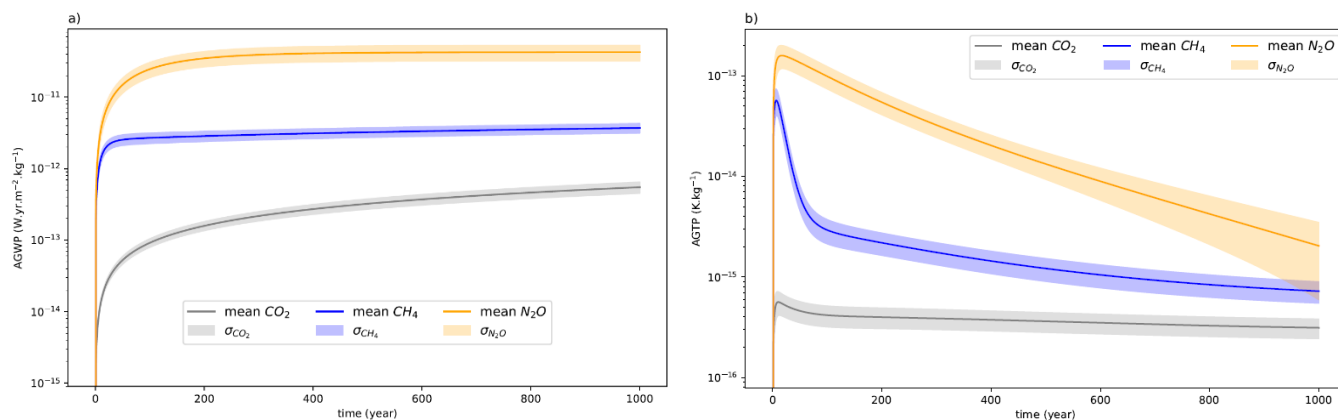 a)
AGWP (W.yr.m⁻².kg⁻¹)
10⁻¹¹
10⁻¹²
10⁻¹³
10⁻¹⁴
10⁻¹⁵
mean CO₂ mean CH₄ mean N₂O
σCO₂ σCH₄ σN₂O
0 200 400 600 800 1000
time (year)
b)
AGTP (K.kg⁻¹)
mean CO₂ mean CH₄ mean N₂O
σCO₂ σCH₄ σN₂O
10⁻¹³
10⁻¹⁴
10⁻¹⁵
10⁻¹⁶
0 200 400 600 800 1000
time (year)